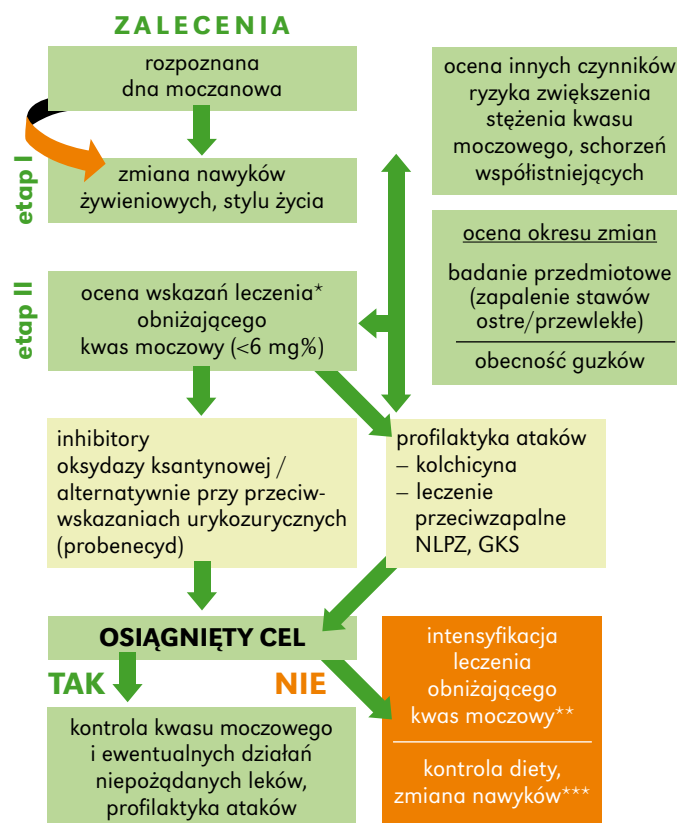 ZALECENIA
rozpoznana
dna moczanowa
etap I
zmiana nawyków
żywieniowych, stylu życia
ocena innych czynników
ryzyka zwiększenia
stężenia kwasu
moczowego, schorzeń
współistniejących
ocena okresu zmian
badanie przedmiotowe
(zapalenie stawów
ostre/przewlekłe)
obecność guzków
etap II
ocena wskazań leczenia*
obniżającego
kwas moczowy (<6 mg%)
inhibitory
oksydazy ksantynowej /
alternatywnie przy przeciw-
wskazaniach urykozurycznych
(probenecyd)
profilaktyka ataków
– kolchicyna
– leczenie
przeciwzapalne
NLPZ, GKS
OSIĄGNIĘTY CEL
TAK
NIE
kontrola kwasu moczowego
i ewentualnych działań
niepożądanych leków,
profilaktyka ataków
intensyfikacja
leczenia
obniżającego
kwas moczowy**
kontrola diety,
zmiana nawyków***